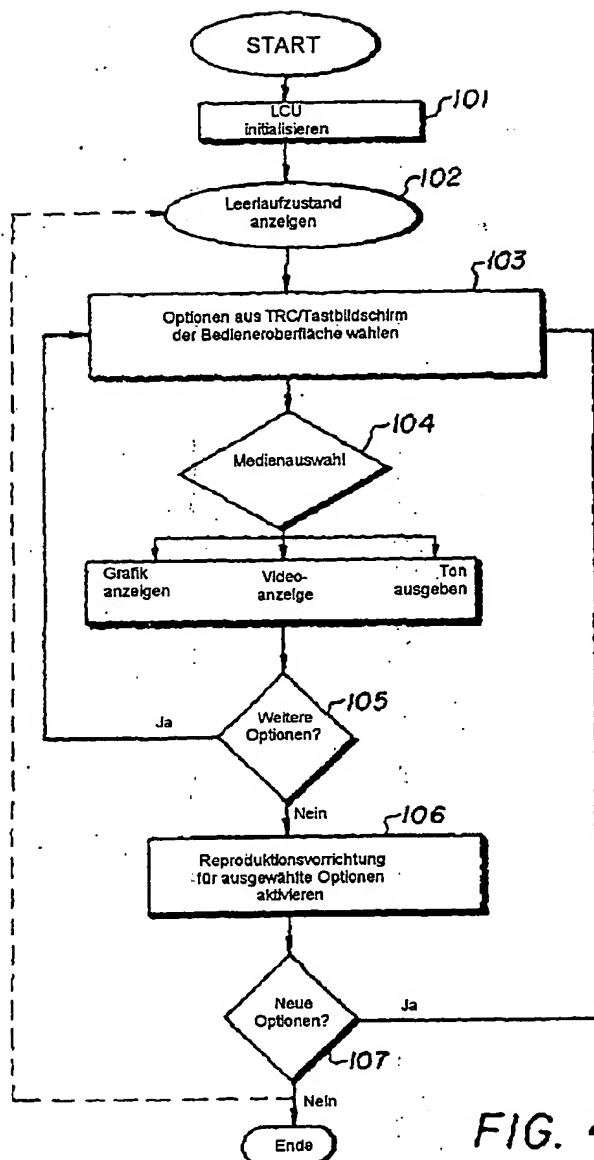 START
101
LCU
initialisieren
102
Leerlaufzustand
anzeigen
103
Optionen aus TRC/Tastbildschirm
der Bedieneroberfläche wählen
104
Medienauswahl
Grafik
anzeigen
Video-
anzeige
Ton
ausgeben
105
Ja
Weitere
Optionen?
Nein
106
Reproduktionsvorrichtung
für ausgewählte Optionen
aktivieren
Neue
Optionen?
Ja
107
Nein
Ende
FIG. 4